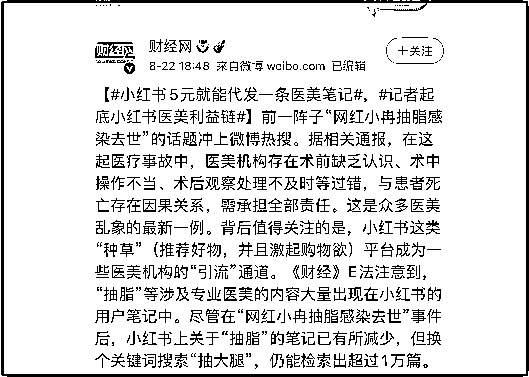 财经网
财经网
8-22 18:48 来自微博 weibo.com 已编辑
+关注
【#小红书5元就能代发一条医美笔记#，#记者起
底小红书医美利益链#】前一阵子“网红小冉抽脂感
染去世”的话题冲上微博热搜。据相关通报，在这
起医疗事故中，医美机构存在术前缺乏认识、术中
操作不当、术后观察处理不及时等过错，与患者死
亡存在因果关系，需承担全部责任。这是众多医美
乱象的最新一例。背后值得关注的是，小红书这类
“种草”（推荐好物，并且激起购物欲）平台成为一
些医美机构的“引流”通道。《财经》E法注意到，
“抽脂”等涉及专业医美的内容大量出现在小红书的
用户笔记中。尽管在“网红小冉抽脂感染去世”事件
后，小红书上关于“抽脂”的笔记已有所减少，但换
个关键词搜索“抽大腿”，仍能检索出超过1万篇。